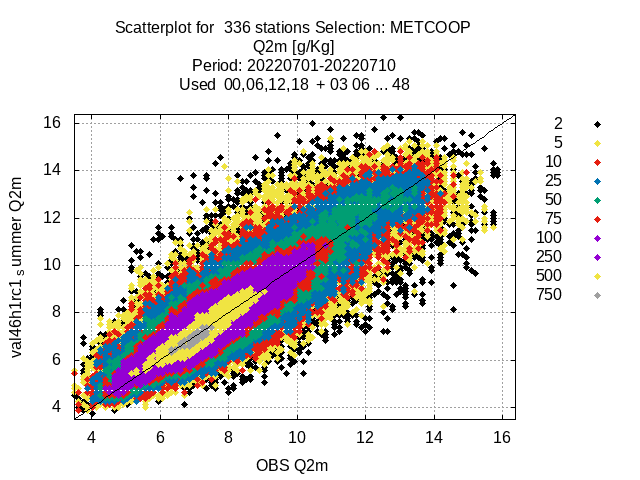 Scatterplot for  336 stations Selection: METCOOP
Q2m [g/Kg]
Period: 20220701-20220710
Used  00,06,12,18  + 03 06 ... 48
val46h1rc1 s ummer Q2m
16
14
12
10
8
6
4
4 6 8 10 12 14 16
OBS Q2m
2
5
10
25
50
75
100
250
500
750